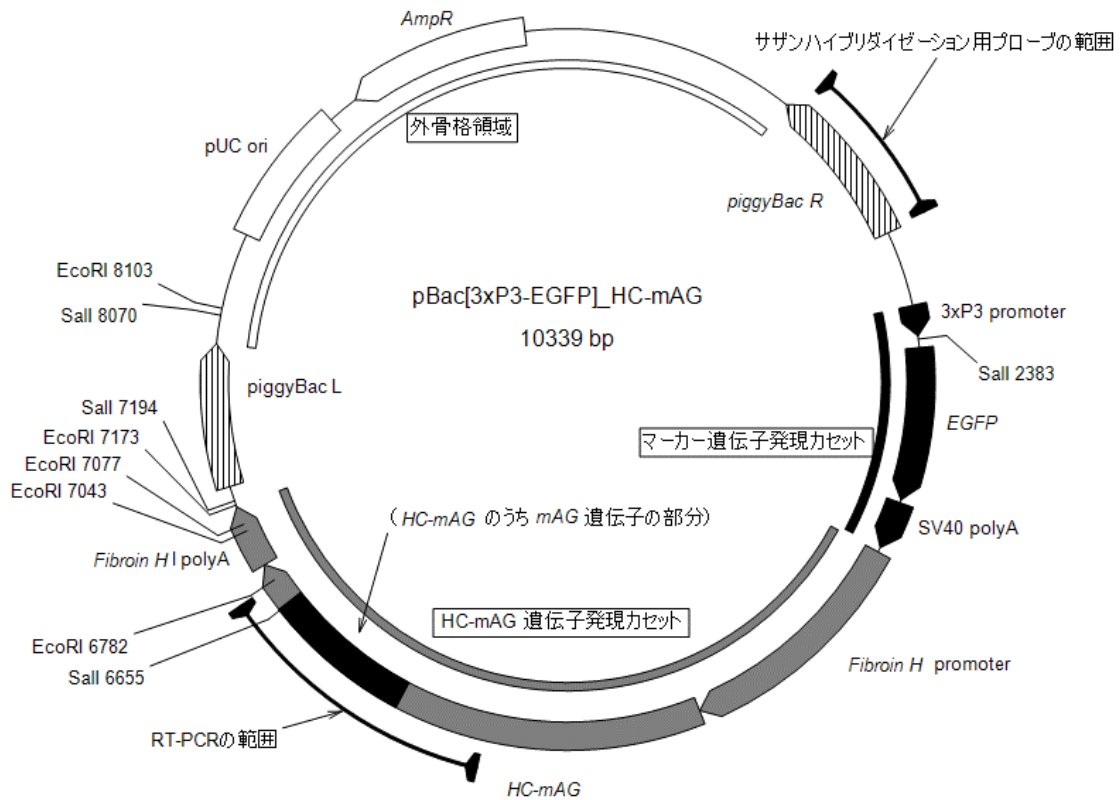 AmpR
サザンハイブリダイゼーション用プローブの範囲
外骨格領域
pUC ori
piggyBac R
EcoRI 8103
SalI 8070
pBac[3xP3-EGFP]_HC-mAG
10339 bp
3xP3 promoter
SalI 2383
piggyBac L
EGFP
SalI 7194
EcoRI 7173
EcoRI 7077
EcoRI 7043
マーカー遺伝子発現カセット
(HC-mAG のうち mAG 遺伝子の部分)
SV40 polyA
Fibroin H l polyA
HC-mAG 遺伝子発現カセット
EcoRI 6782
SalI 6655
Fibroin H promoter
RT-PCRの範囲
HC-mAG